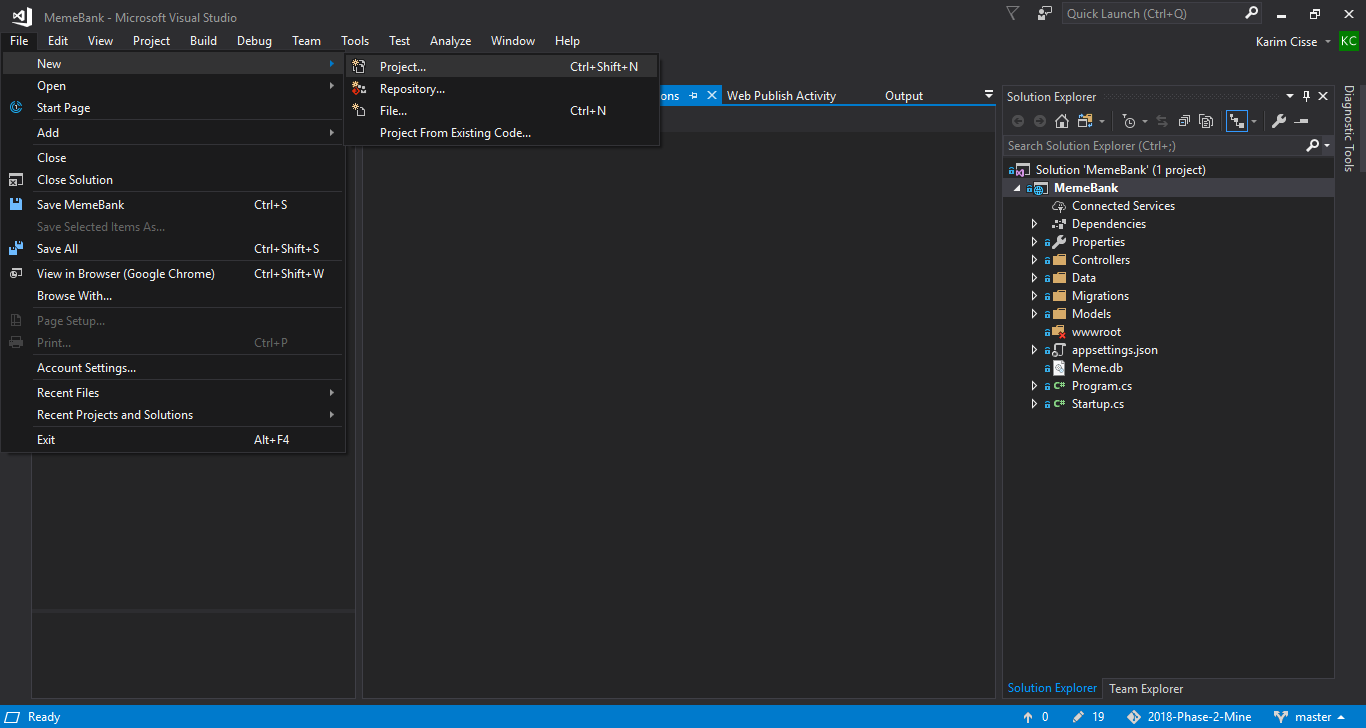 MemeBank - Microsoft Visual Studio
Quick Launch (Ctrl+Q)
File Edit View Project Build Debug Team Tools Test Analyze Window Help
Karim Cisse KC
New
Open
Start Page
Add
Close
Close Solution
Save MemeBank Ctrl+S
Save Selected Items As...
Save All Ctrl+Shift+S
View in Browser (Google Chrome) Ctrl+Shift+W
Browse With...
Page Setup...
Print... Ctrl+P
Account Settings...
Recent Files
Recent Projects and Solutions
Exit Alt+F4
Project... Ctrl+Shift+N
Repository...
File... Ctrl+N
Project From Existing Code...
ons Web Publish Activity Output
Solution Explorer
Search Solution Explorer (Ctrl+;)
Solution 'MemeBank' (1 project)
MemeBank
Connected Services
Dependencies
Properties
Controllers
Data
Migrations
Models
wwwroot
appsettings.json
Meme.db
C# Program.cs
C# Startup.cs
Diagnostic Tools
Solution Explorer Team Explorer
Ready 0 19 2018-Phase-2-Mine master